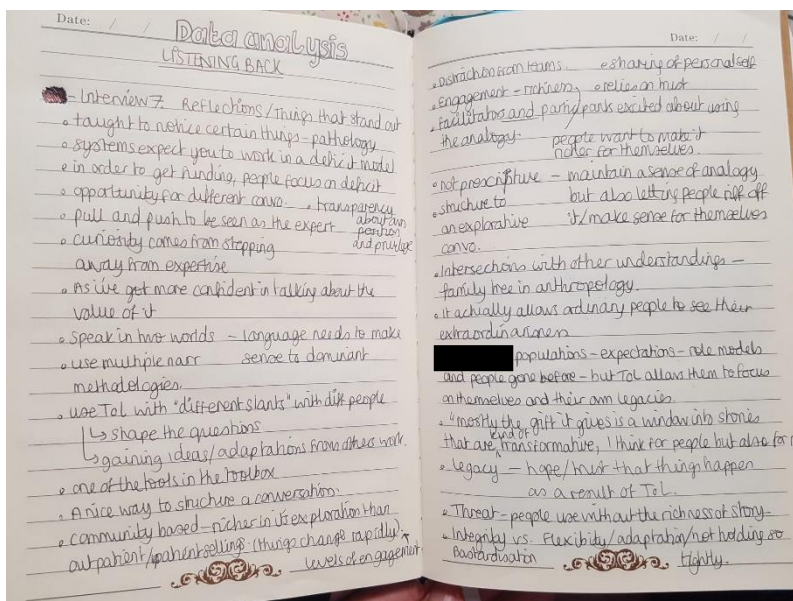 Date: / /
Data analysis
LISTENING BACK
- Interview 7 Reflections/Things that stand out
• taught to notice certain things - pathology
• systems expect you to work in a deficit model
• in order to get funding, people focus on deficit
• opportunity for different convo. • transparency about own position and privilege
• pull and push to be seen as the expert
• curiosity comes from stepping
away from expertise
• As we get more confident in talking about the
value of it
• speak in two worlds - language needs to make
sense to dominant
• use multiple narr
methodologies.
• use ToL with "different slants" with diff people
↳ shape the questions
↳ gaining ideas/adaptations from others work.
• one of the tools in the toolbox
• A nice way to structure a conversation.
• community based - richer in its exploration than
outpatient/inpatient settings. (things change rapidly).
levels of engagement
Date: / /
• Distraction from teams. • sharing of personal self
• Engagement - richness, • relies on trust
• Facilitators and participants excited about using
the analogy. people want to make it
richer for themselves.
• not prescriptive - maintain a sense of analogy
• structure to but also letting people riff off
an explorative it/make sense for themselves
convo.
• Intersections with other understandings -
family tree in anthropology.
• it actually allows ordinary people to see their
extraordinariness
populations - expectations - role models
and people gone before - but ToL allows them to focus
on themselves and their own legacies.
• "mostly the gift it gives is a window into stories
that are kind of transformative, I think for people but also for
• Legacy - hope/trust that things happen
as a result of ToL.
• Threat - people use without the richness of story -
• Integrity vs. Flexibility/adaptation/not holding so
Bastardisation tightly.